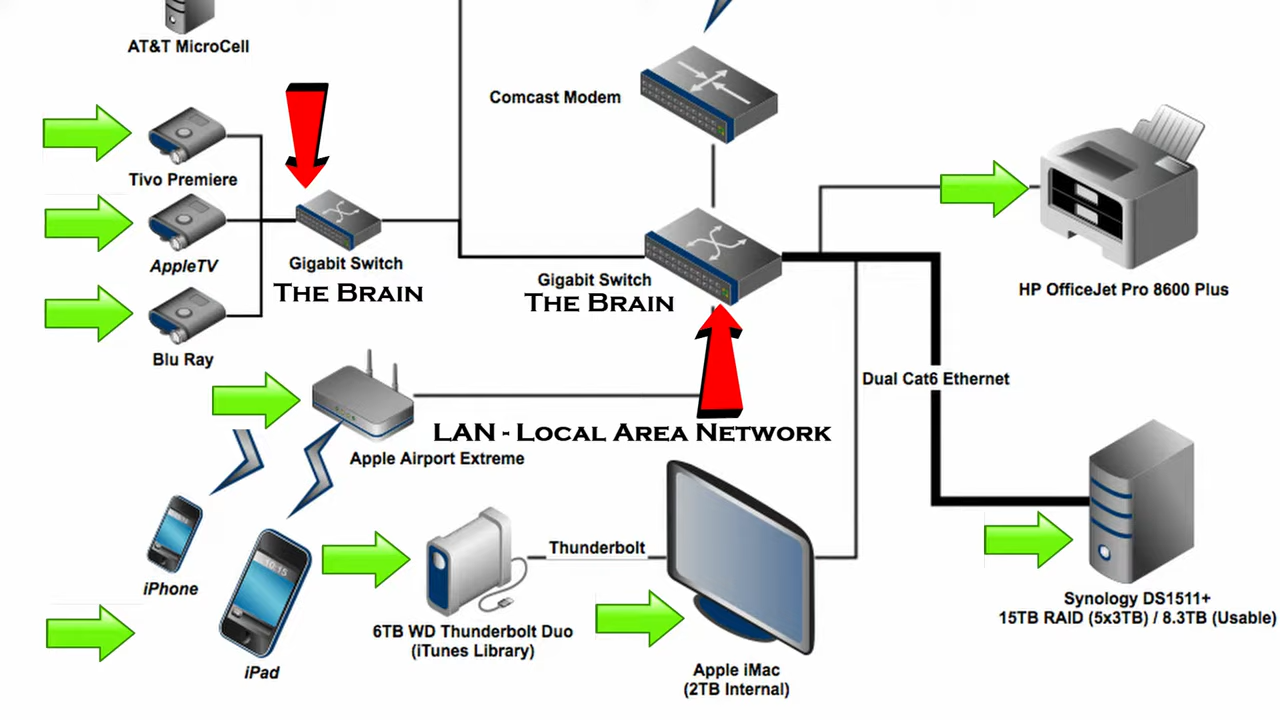 AT&T MicroCell
Comcast Modem
Tivo Premiere
AppleTV
Gigabit Switch
THE BRAIN
Gigabit Switch
THE BRAIN
HP OfficeJet Pro 8600 Plus
Blu Ray
Dual Cat6 Ethernet
LAN - LOCAL AREA NETWORK
Apple Airport Extreme
10:15
iPhone
Thunderbolt
iPad
6TB WD Thunderbolt Duo
(iTunes Library)
Apple iMac
(2TB Internal)
Synology DS1511+
15TB RAID (5x3TB) / 8.3TB (Usable)